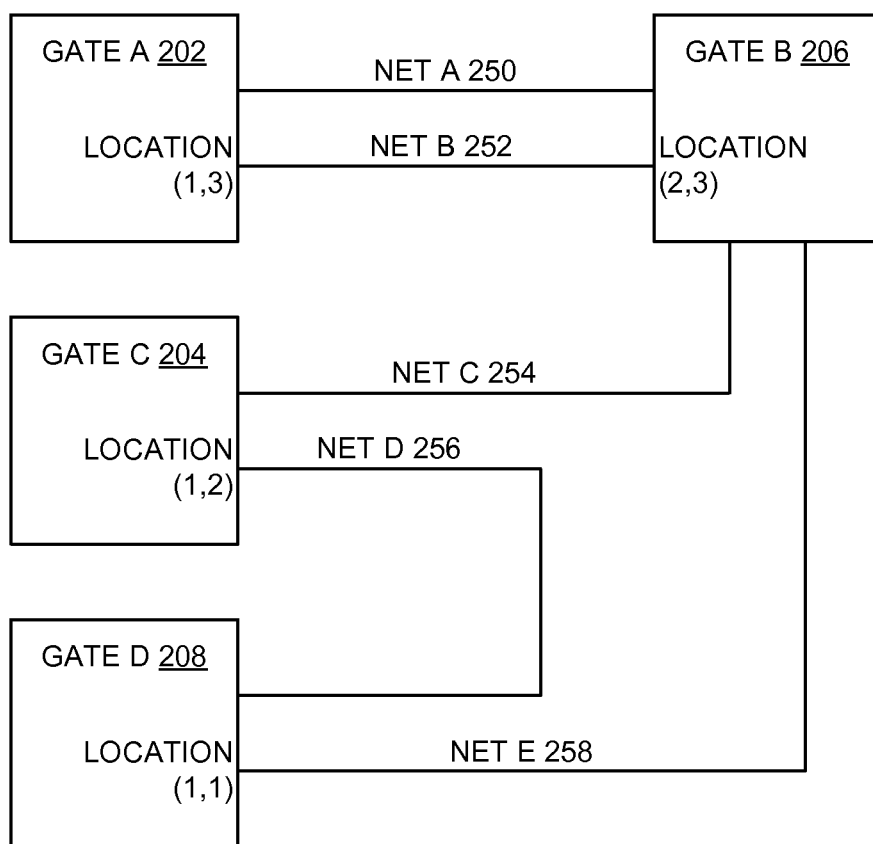 GATE A 202
NET A 250
GATE B 206
LOCATION
(1,3)
NET B 252
LOCATION
(2,3)
GATE C 204
NET C 254
LOCATION
(1,2)
NET D 256
GATE D 208
LOCATION
(1,1)
NET E 258